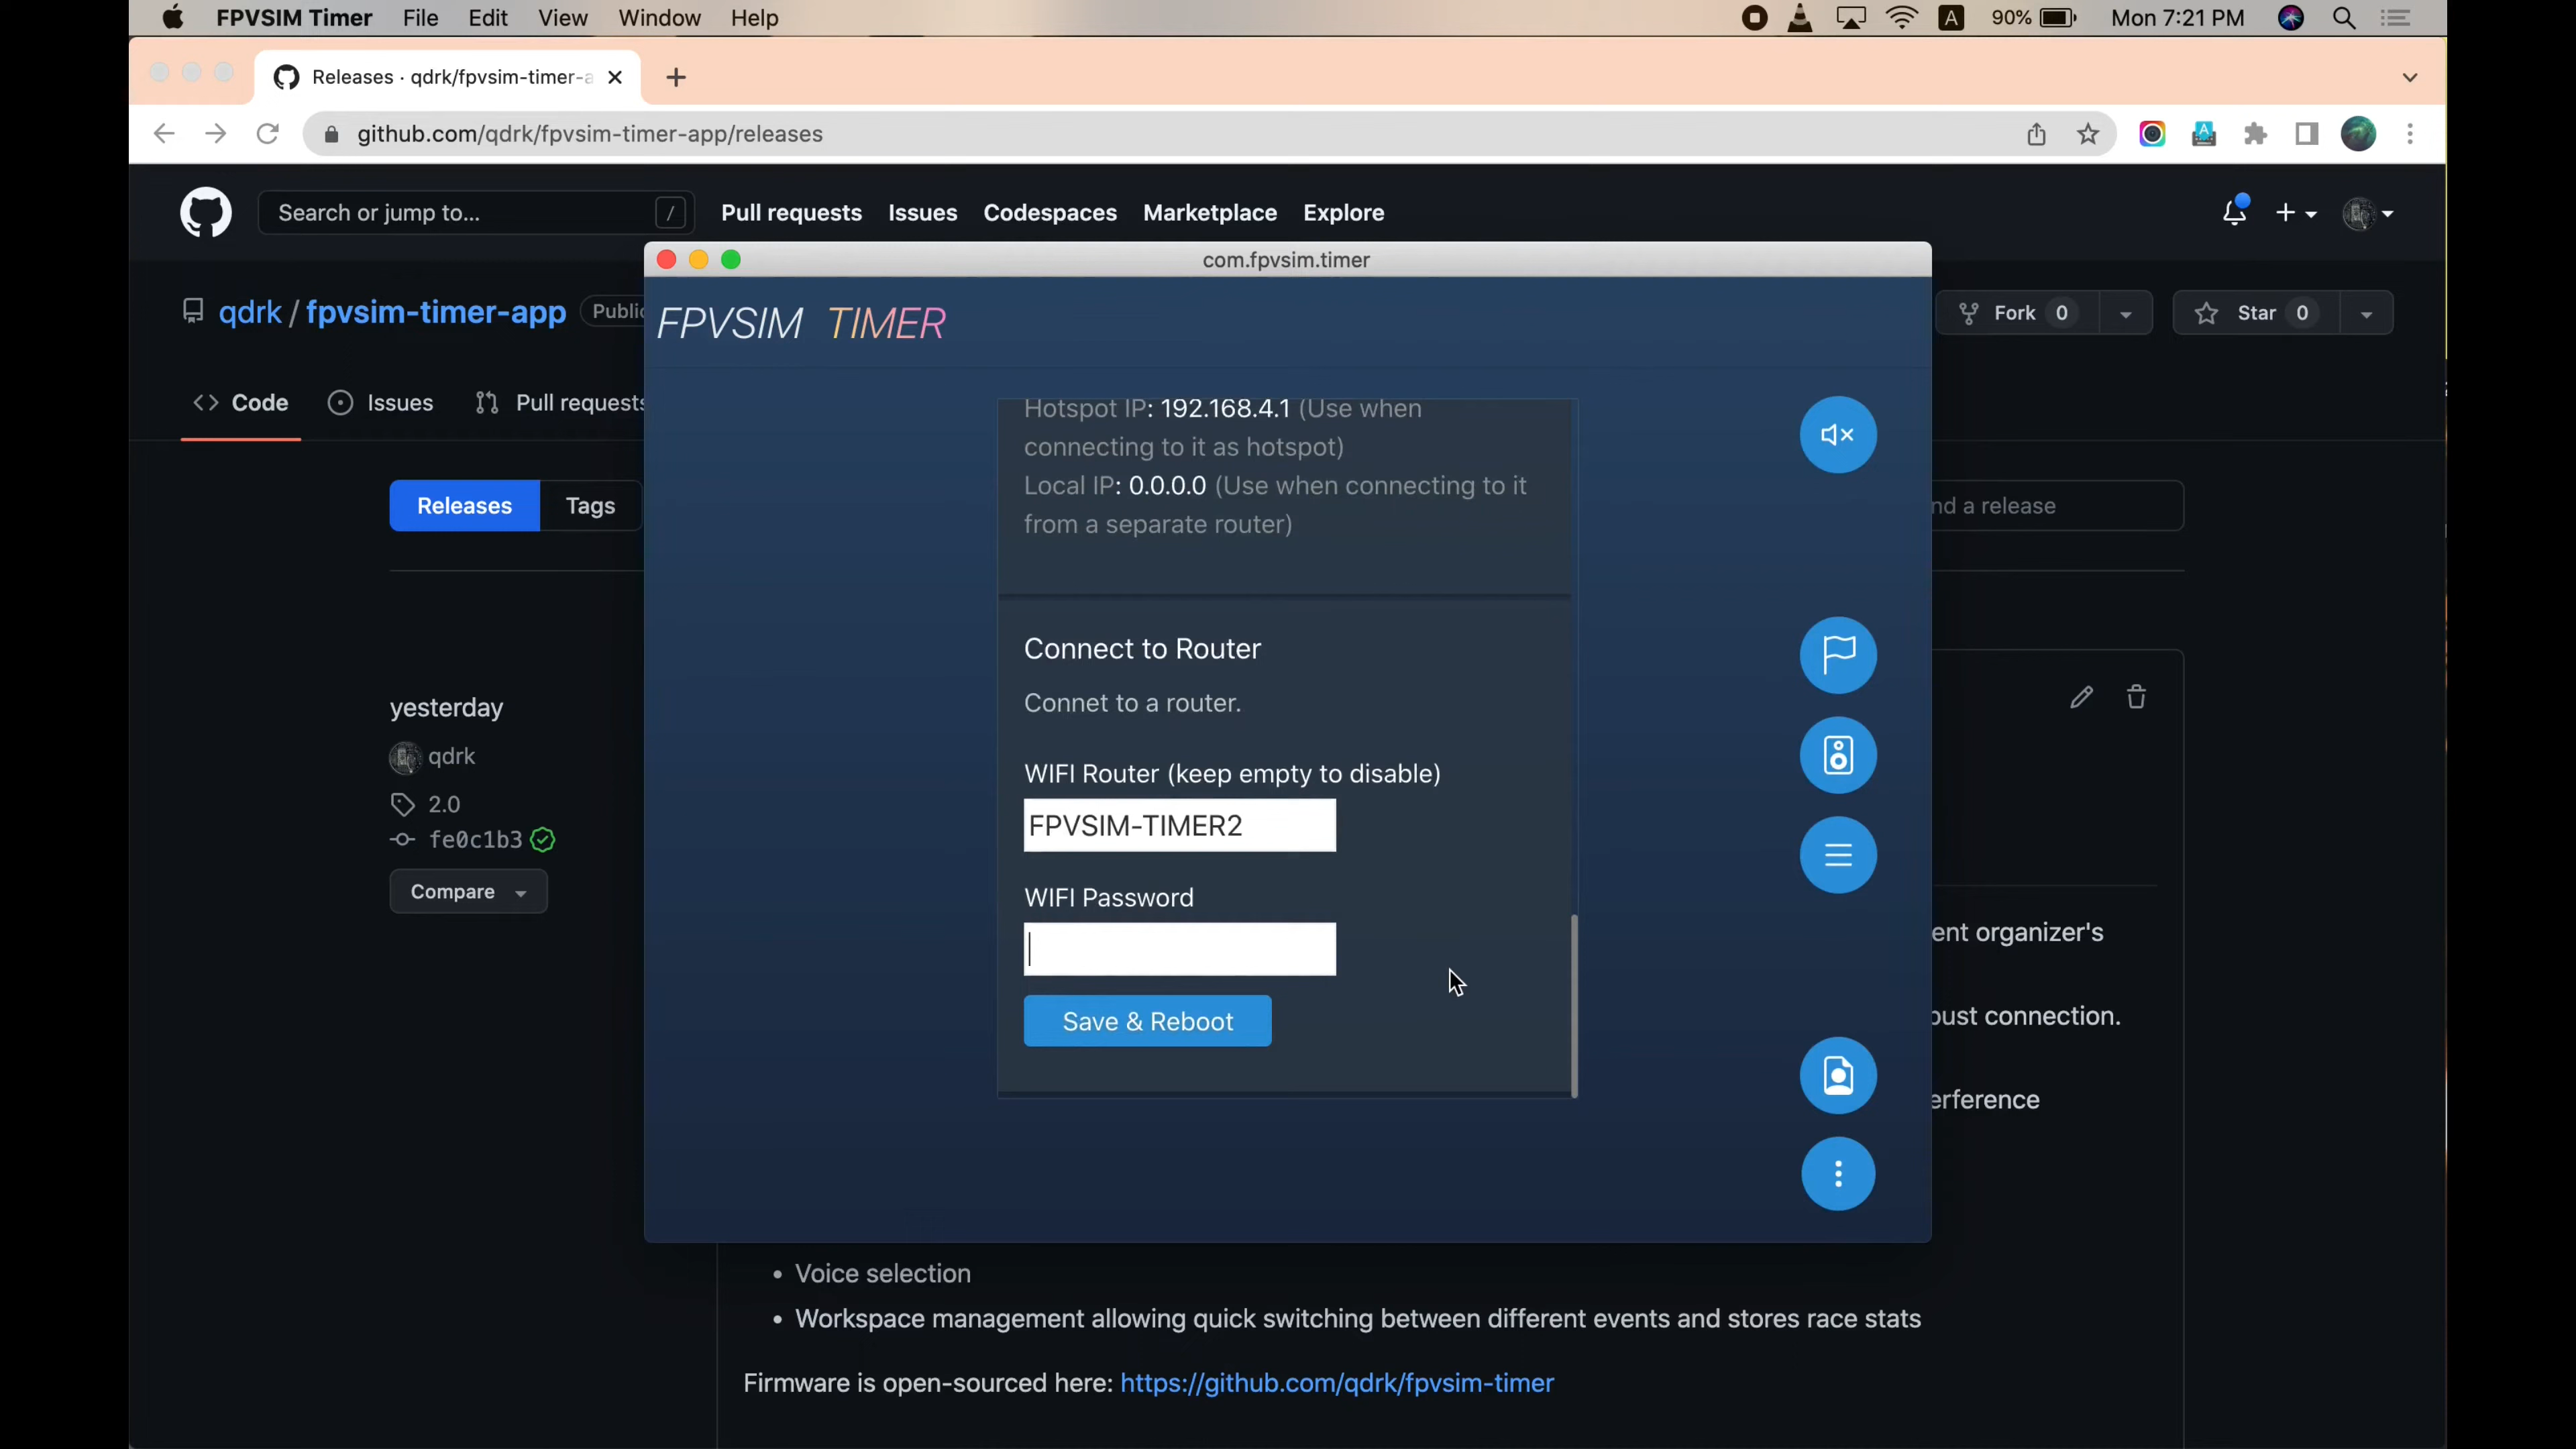 FPVSIM Timer File Edit View Window Help A 90% Mon 7:21 PM
Releases · qdrk/fpvsim-timer-a
github.com/qdrk/fpvsim-timer-app/releases
Search or jump to... / Pull requests Issues Codespaces Marketplace Explore
com.fpvsim.timer
qdrk / fpvsim-timer-app Public
Fork 0
Star 0
FPVSIM TIMER
Code Issues Pull requests
Hotspot IP: 192.168.4.1 (Use when
connecting to it as hotspot)
Local IP: 0.0.0.0 (Use when connecting to it
from a separate router)
Releases Tags
nd a release
Connect to Router
Connet to a router.
yesterday
qdrk
2.0
fe0c1b3
Compare
WIFI Router (keep empty to disable)
FPVSIM-TIMER2
WIFI Password
Save & Reboot
ent organizer's
ust connection.
erference
• Voice selection
• Workspace management allowing quick switching between different events and stores race stats
Firmware is open-sourced here: https://github.com/qdrk/fpvsim-timer